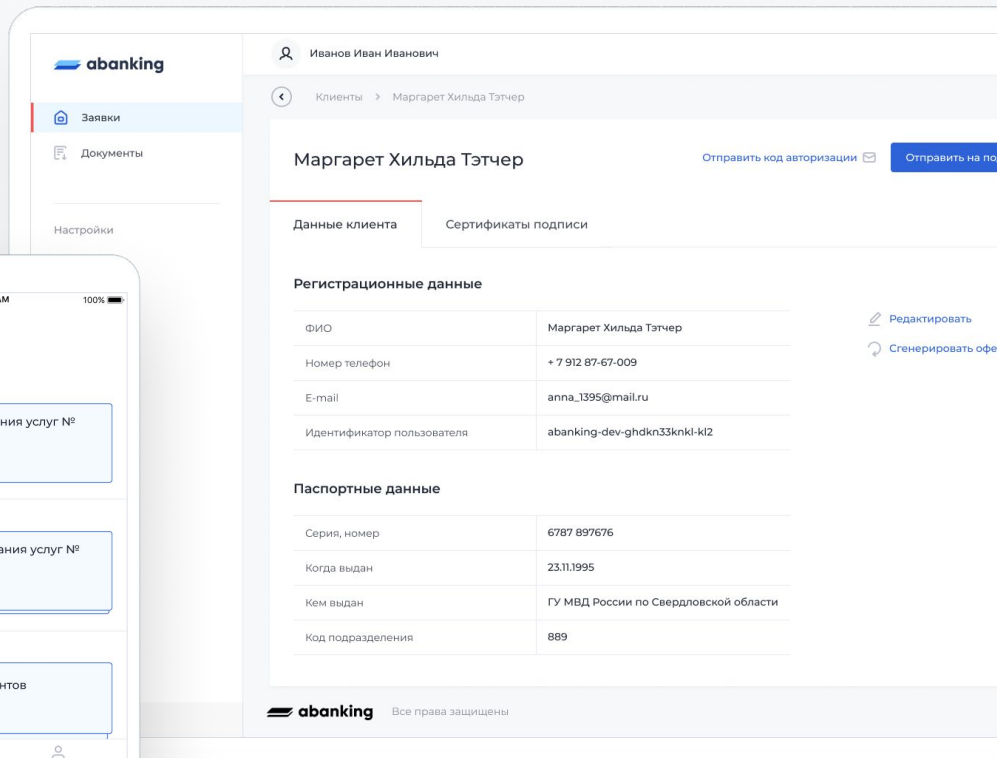 abanking
Иванов Иван Иванович
Клиенты > Маргарет Хильда Тэтчер
Заявки
Документы
Настройки
Маргарет Хильда Тэтчер
Отправить код авторизации
Отправить на по
Данные клиента
Сертификаты подписи
Регистрационные данные
ФИО Маргарет Хильда Тэтчер
Номер телефон + 7 912 87-67-009
E-mail anna_1395@mail.ru
Идентификатор пользователя abanking-dev-ghdkn33knkl-kl2
Редактировать
Сгенерировать офе
Паспортные данные
Серия, номер 6787 897676
Когда выдан 23.11.1995
Кем выдан ГУ МВД России по Свердловской области
Код подразделения 889
abanking Все права защищены
AM 100%
ния услуг №
ания услуг №
нтов